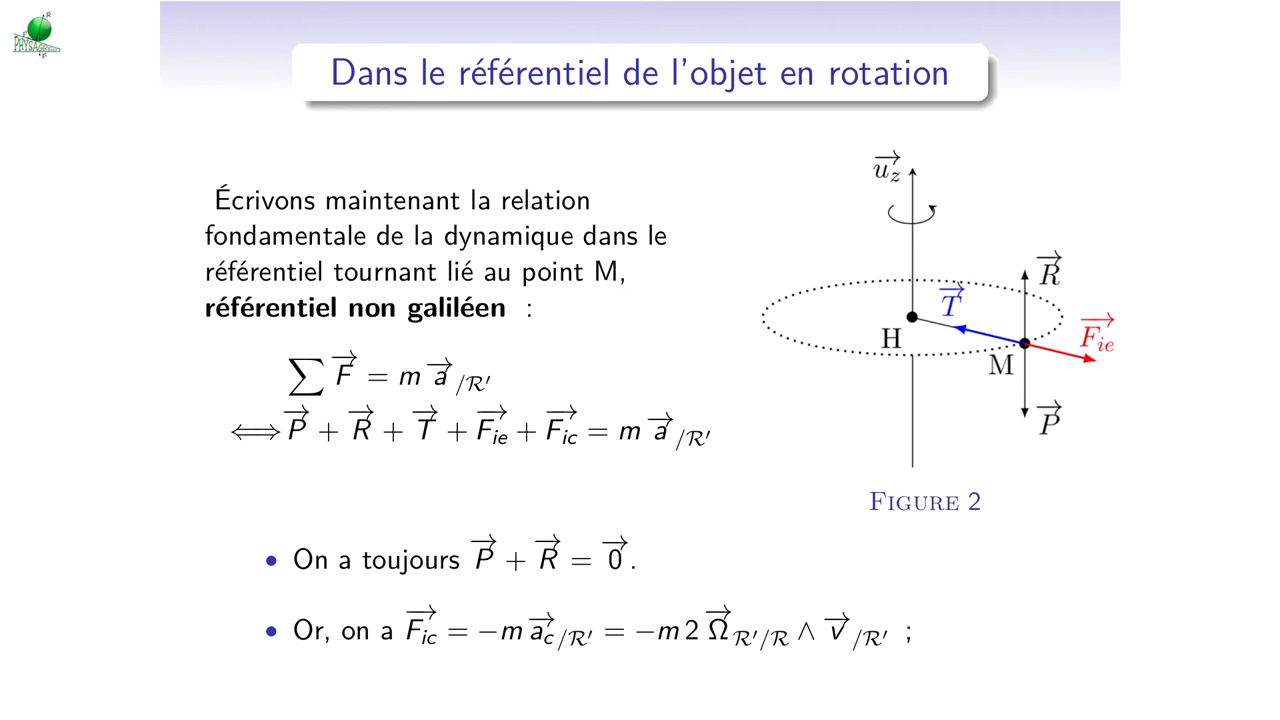 Dans le référentiel de l'objet en rotation
Écrivons maintenant la relation
fondamentale de la dynamique dans le
référentiel tournant lié au point M,
référentiel non galiléen :
∑ F⃗ = m a⃗ /R′
⟺ P⃗ + R⃗ + T⃗ + F⃗ie + F⃗ic = m a⃗ /R′
u⃗z
R⃗
T⃗
F⃗ie
H
M
P⃗
Figure 2
• On a toujours P⃗ + R⃗ = 0⃗.
• Or, on a F⃗ic = −m a⃗c/R′ = −m 2 Ω⃗R′/R ∧ v⃗/R′ ;